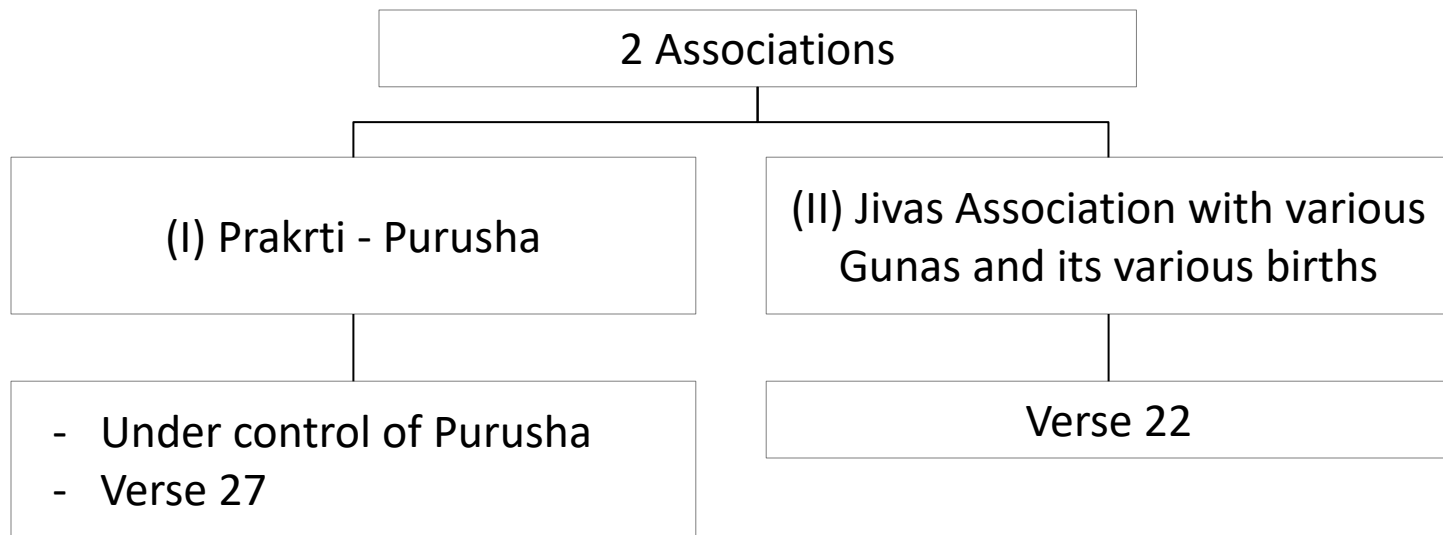 2 Associations
(I) Prakrti - Purusha
(II) Jivas Association with various
Gunas and its various births
- Under control of Purusha
- Verse 27
Verse 22